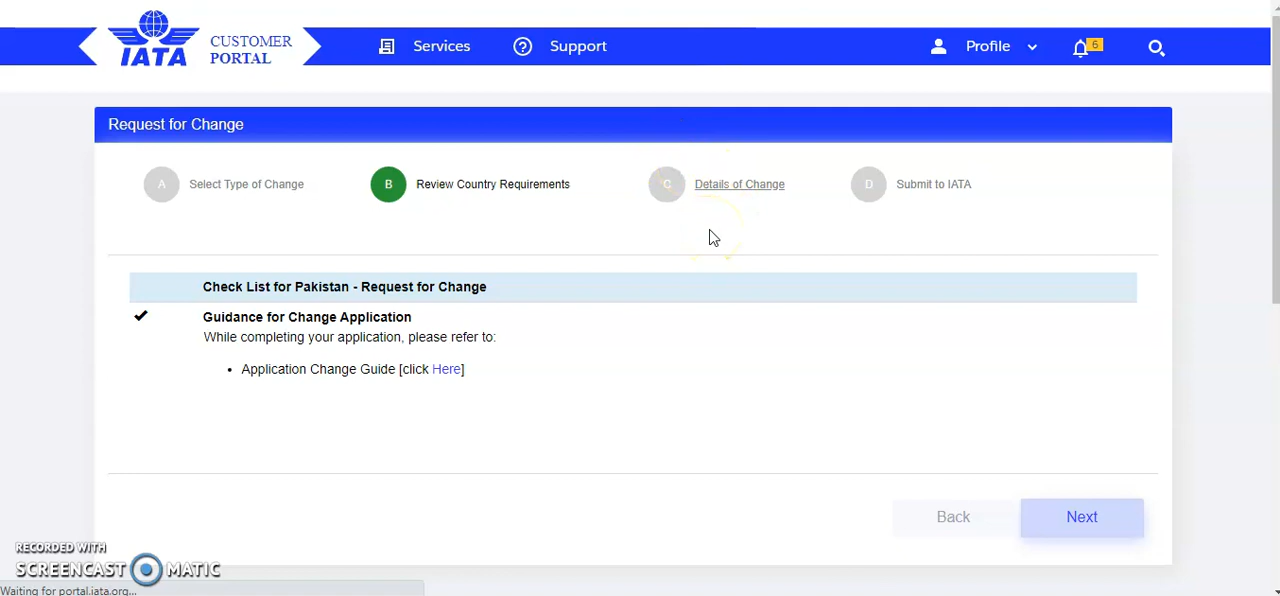 IATA
CUSTOMER
PORTAL
Services
Support
Profile
6
Request for Change
A Select Type of Change
B Review Country Requirements
C Details of Change
D Submit to IATA
Check List for Pakistan - Request for Change
Guidance for Change Application
While completing your application, please refer to:
• Application Change Guide [click Here]
Back
Next
RECORDED WITH
SCREENCAST MATIC
Waiting for portal.iata.org...